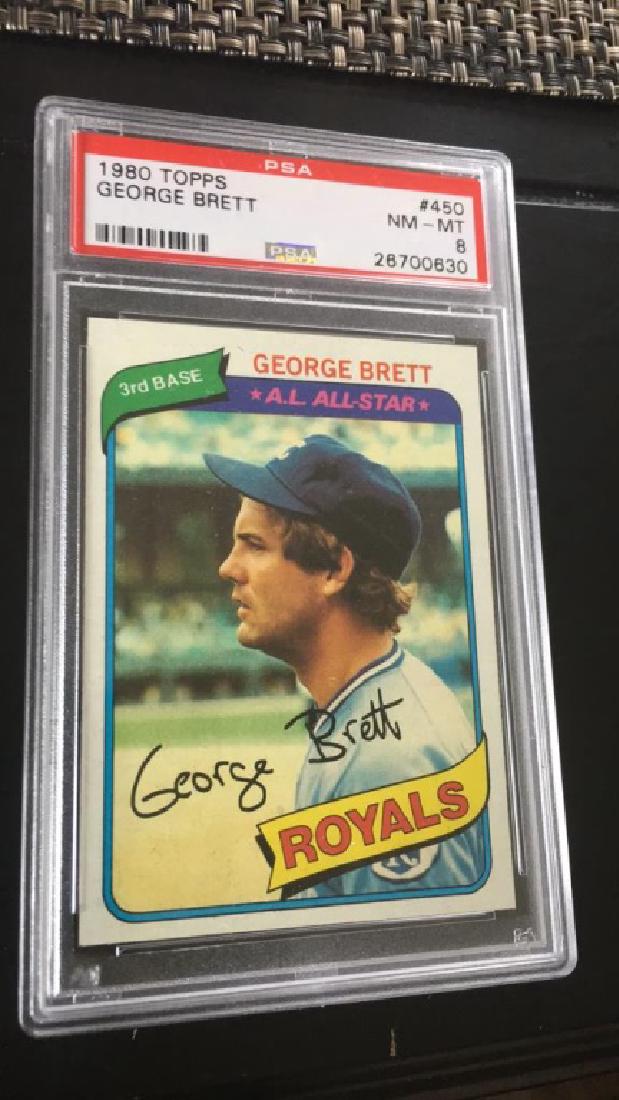 PSA
1980 TOPPS #450
GEORGE BRETT NM - MT
8
PSA 26700630
3rd BASE
GEORGE BRETT
★A.L. ALL-STAR★
George Brett
ROYALS